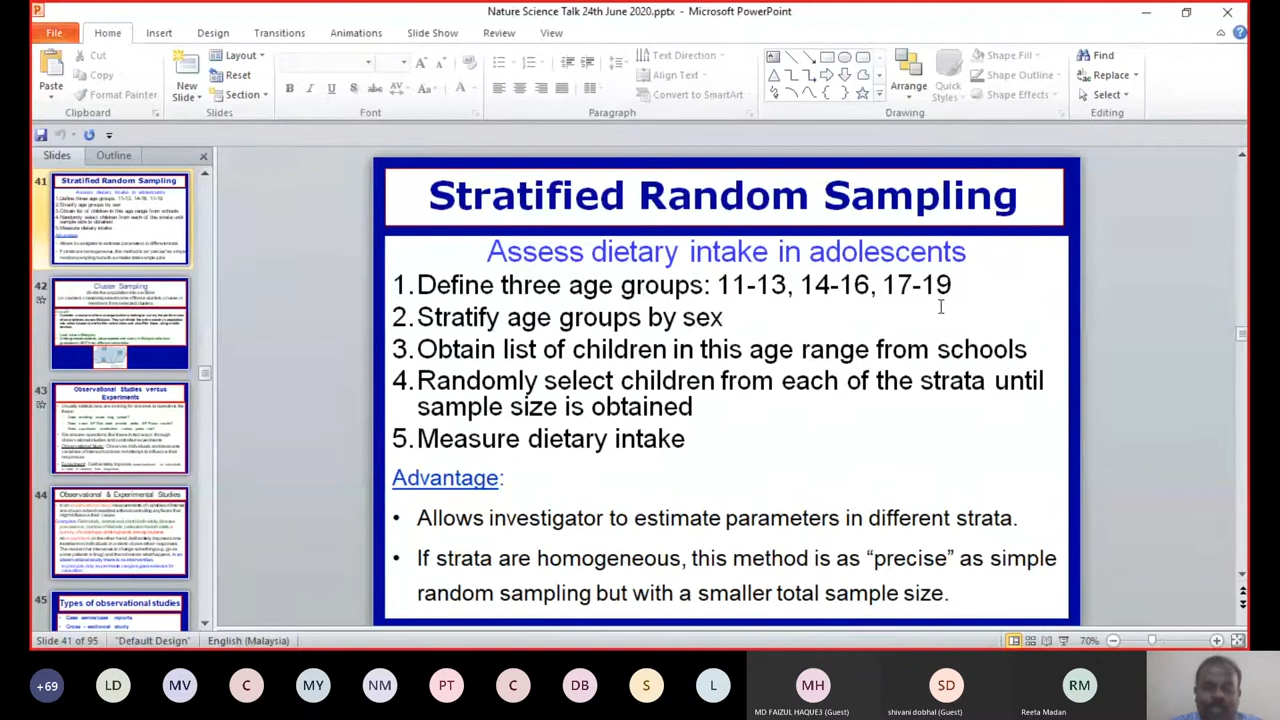 Nature Science Talk 24th June 2020.pptx - Microsoft PowerPoint
File Home Insert Design Transitions Animations Slide Show Review View
Cut
Copy
Format Painter
Paste
Clipboard
New
Slide
Layout
Reset
Section
Slides
Font
Text Direction
Align Text
Convert to SmartArt
Paragraph
Arrange
Quick
Styles
Shape Fill
Shape Outline
Shape Effects
Drawing
Find
Replace
Select
Editing
Slides Outline
41
Stratified Random Sampling
42
Cluster Sampling
43
Observational Studies versus
Experiments
44
Observational & Experimental Studies
45
Types of observational studies
Stratified Random Sampling
Assess dietary intake in adolescents
1. Define three age groups: 11-13, 14-16, 17-19
2. Stratify age groups by sex
3. Obtain list of children in this age range from schools
4. Randomly select children from each of the strata until
sample size is obtained
5. Measure dietary intake
Advantage:
• Allows investigator to estimate parameters in different strata.
• If strata are homogeneous, this method is as “precise” as simple
random sampling but with a smaller total sample size.
Slide 41 of 95 "Default Design" English (Malaysia) 70%
+69 LD MV C MY NM PT C DB S L MH SD RM
MD FAIZUL HAQUE3 (Guest) shivani dobhal (Guest) Reeta Madan